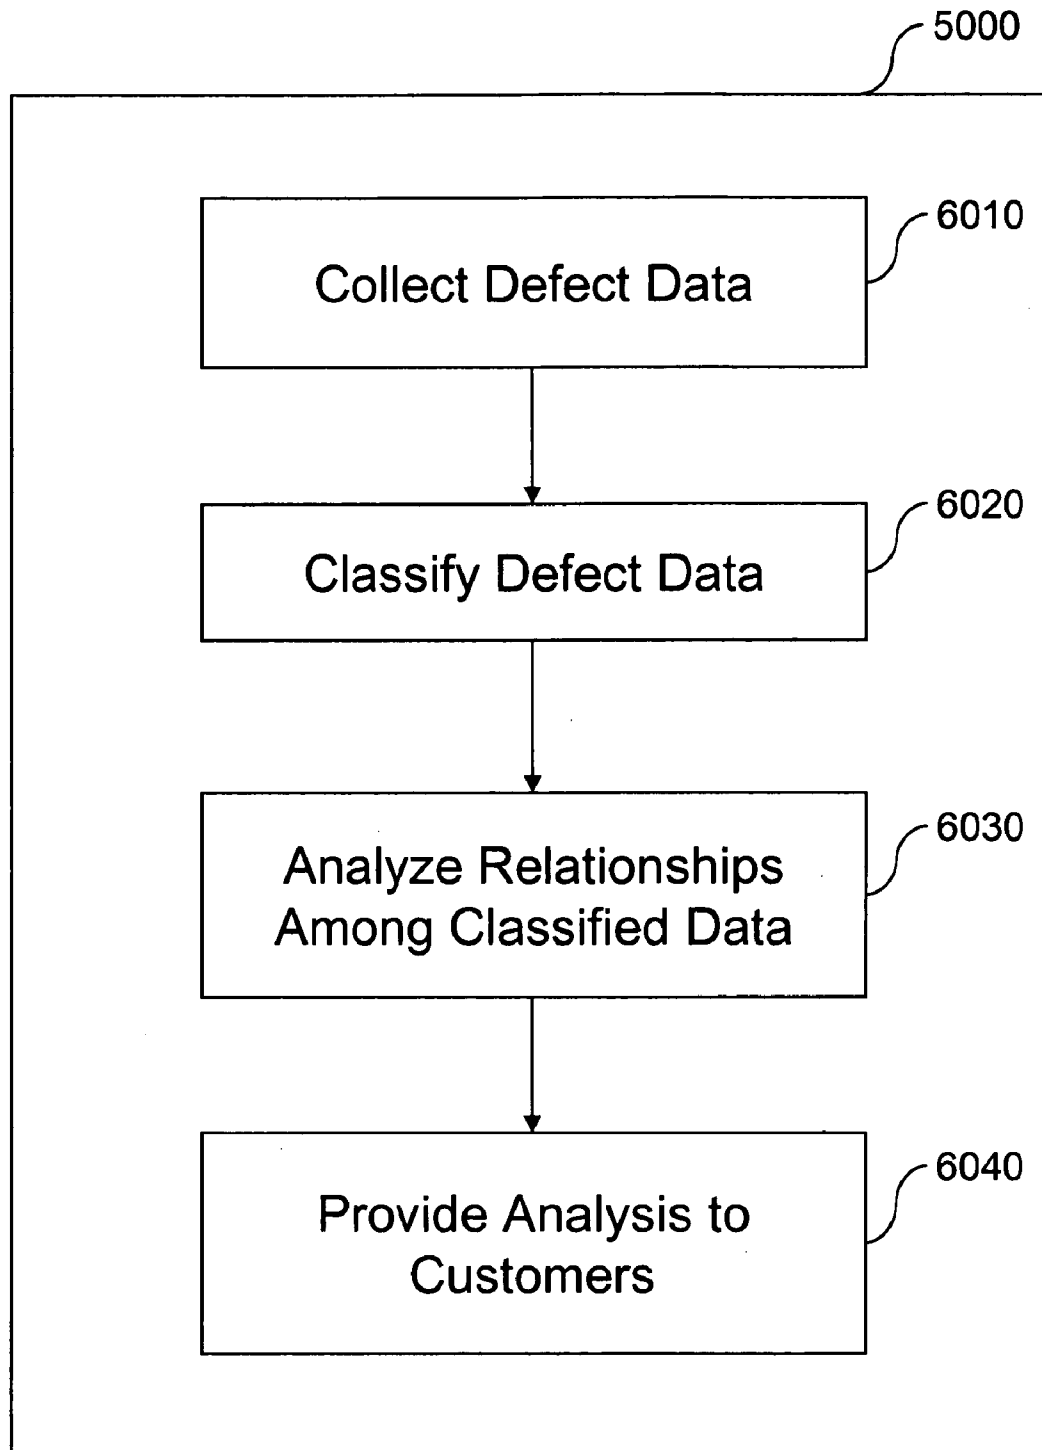 5000
6010
Collect Defect Data
6020
Classify Defect Data
6030
Analyze Relationships
Among Classified Data
6040
Provide Analysis to
Customers